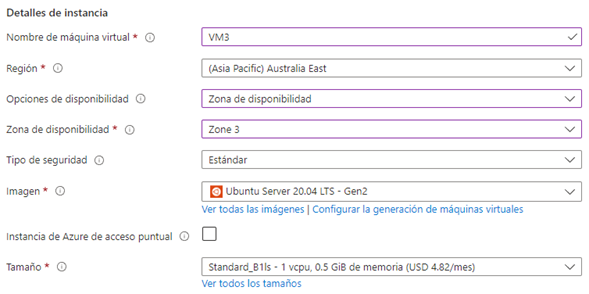 Detalles de instancia
Nombre de máquina virtual * VM3
Región * (Asia Pacific) Australia East
Opciones de disponibilidad Zona de disponibilidad
Zona de disponibilidad * Zone 3
Tipo de seguridad Estándar
Imagen * Ubuntu Server 20.04 LTS - Gen2
Ver todas las imágenes | Configurar la generación de máquinas virtuales
Instancia de Azure de acceso puntual
Tamaño * Standard_B1ls - 1 vcpu, 0.5 GiB de memoria (USD 4.82/mes)
Ver todos los tamaños